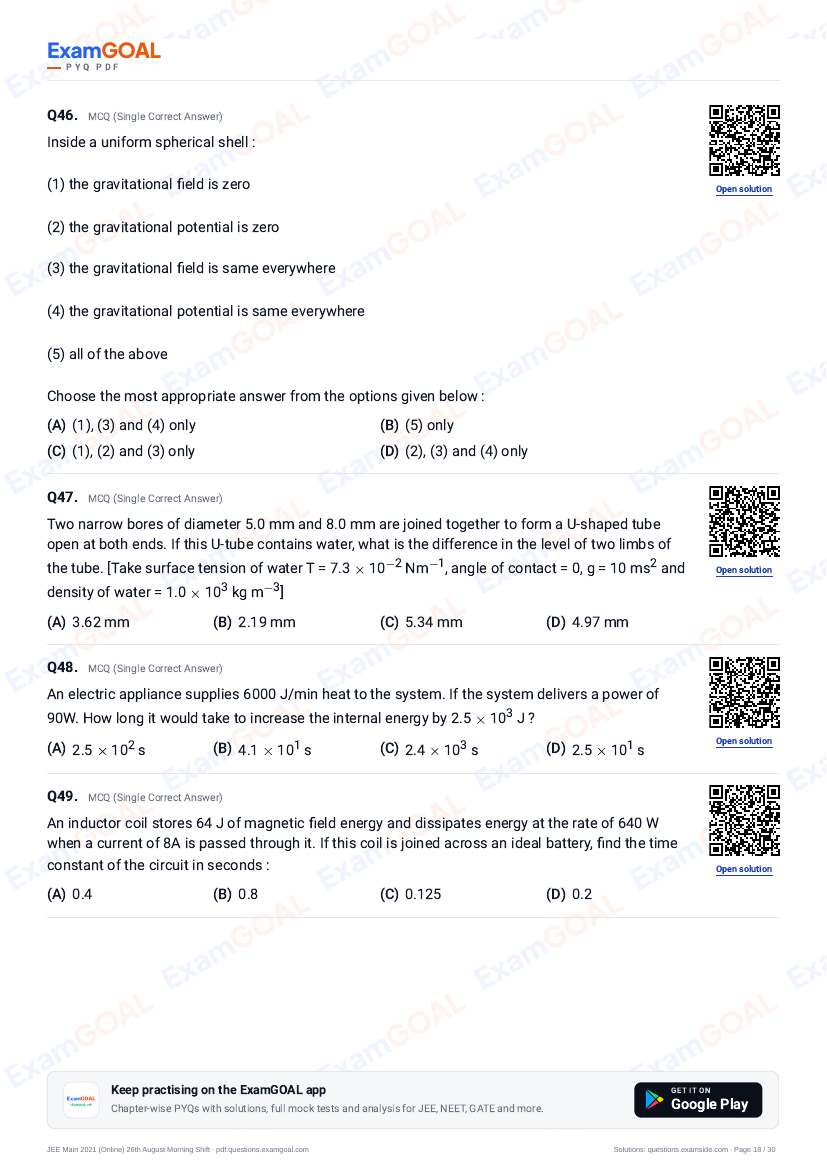 ExamGOAL
PYQ PDF
Q46. MCQ (Single Correct Answer)
Inside a uniform spherical shell :
(1) the gravitational field is zero
(2) the gravitational potential is zero
(3) the gravitational field is same everywhere
(4) the gravitational potential is same everywhere
(5) all of the above
Choose the most appropriate answer from the options given below :
(A) (1), (3) and (4) only (B) (5) only
(C) (1), (2) and (3) only (D) (2), (3) and (4) only
Open solution
Q47. MCQ (Single Correct Answer)
Two narrow bores of diameter 5.0 mm and 8.0 mm are joined together to form a U-shaped tube
open at both ends. If this U-tube contains water, what is the difference in the level of two limbs of
the tube. [Take surface tension of water T = 7.3 × 10⁻² Nm⁻¹, angle of contact = 0, g = 10 ms² and
density of water = 1.0 × 10³ kg m⁻³]
(A) 3.62 mm (B) 2.19 mm (C) 5.34 mm (D) 4.97 mm
Open solution
Q48. MCQ (Single Correct Answer)
An electric appliance supplies 6000 J/min heat to the system. If the system delivers a power of
90W. How long it would take to increase the internal energy by 2.5 × 10³ J ?
(A) 2.5 × 10² s (B) 4.1 × 10¹ s (C) 2.4 × 10³ s (D) 2.5 × 10¹ s
Open solution
Q49. MCQ (Single Correct Answer)
An inductor coil stores 64 J of magnetic field energy and dissipates energy at the rate of 640 W
when a current of 8A is passed through it. If this coil is joined across an ideal battery, find the time
constant of the circuit in seconds :
(A) 0.4 (B) 0.8 (C) 0.125 (D) 0.2
Open solution
Keep practising on the ExamGOAL app
Chapter-wise PYQs with solutions, full mock tests and analysis for JEE, NEET, GATE and more.
ExamGOAL
GET IT ON
Google Play
JEE Main 2021 (Online) 26th August Morning Shift · pdf.questions.examgoal.com
Solutions: questions.examside.com · Page 18 / 30